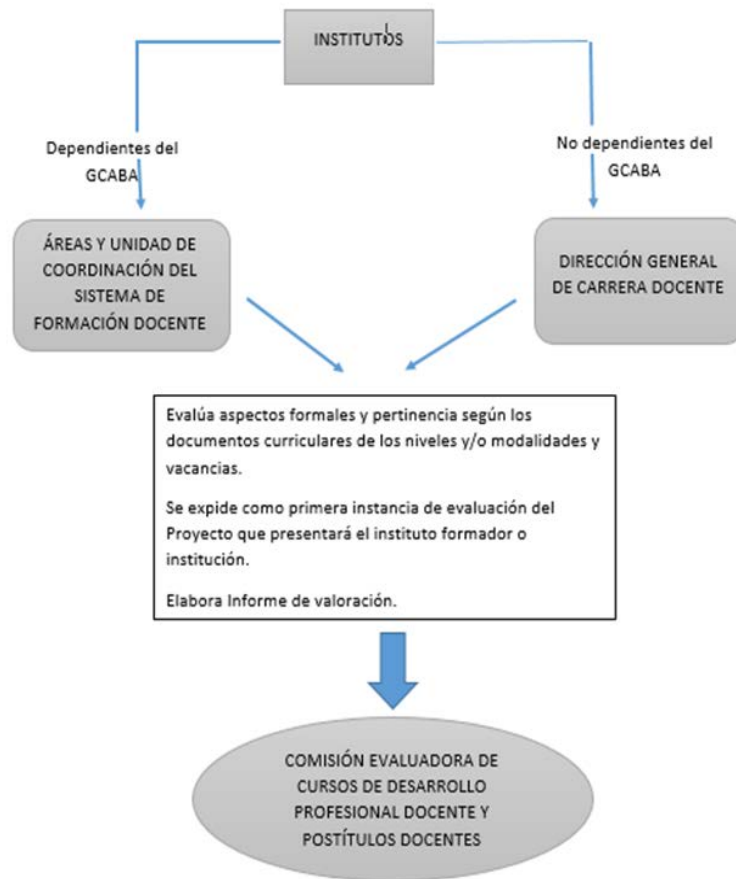 INSTITUTOS
Dependientes del
GCABA
No dependientes del
GCABA
ÁREAS Y UNIDAD DE
COORDINACIÓN DEL
SISTEMA DE
FORMACIÓN DOCENTE
DIRECCIÓN GENERAL
DE CARRERA DOCENTE
Evalúa aspectos formales y pertinencia según los
documentos curriculares de los niveles y/o modalidades y
vacancias.
Se expide como primera instancia de evaluación del
Proyecto que presentará el instituto formador o
institución.
Elabora Informe de valoración.
COMISIÓN EVALUADORA DE
CURSOS DE DESARROLLO
PROFESIONAL DOCENTE Y
POSTÍTULOS DOCENTES